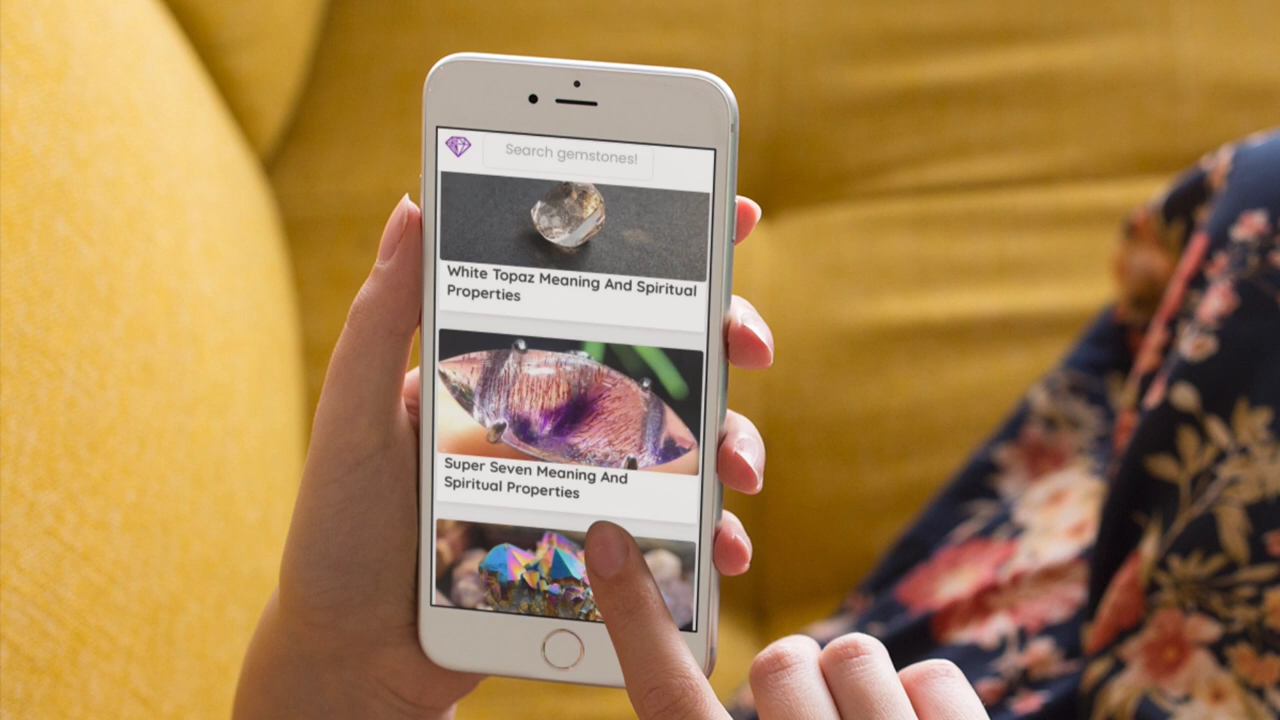 Search gemstones!
White Topaz Meaning And Spiritual
Properties
Super Seven Meaning And
Spiritual Properties